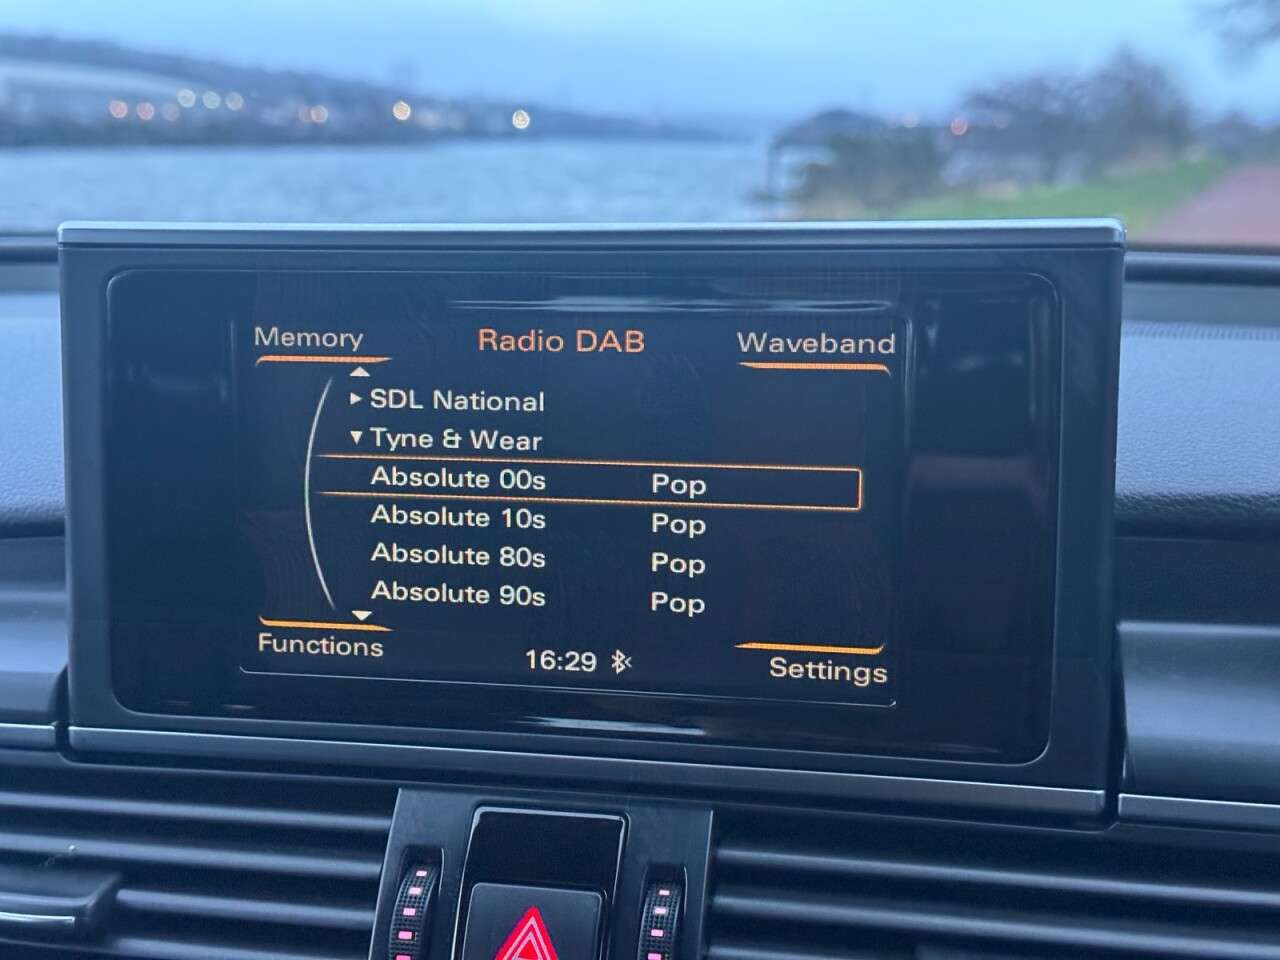 Memory Radio DAB Waveband
SDL National
Tyne & Wear
Absolute 00s Pop
Absolute 10s Pop
Absolute 80s Pop
Absolute 90s Pop
Functions 16:29 Settings